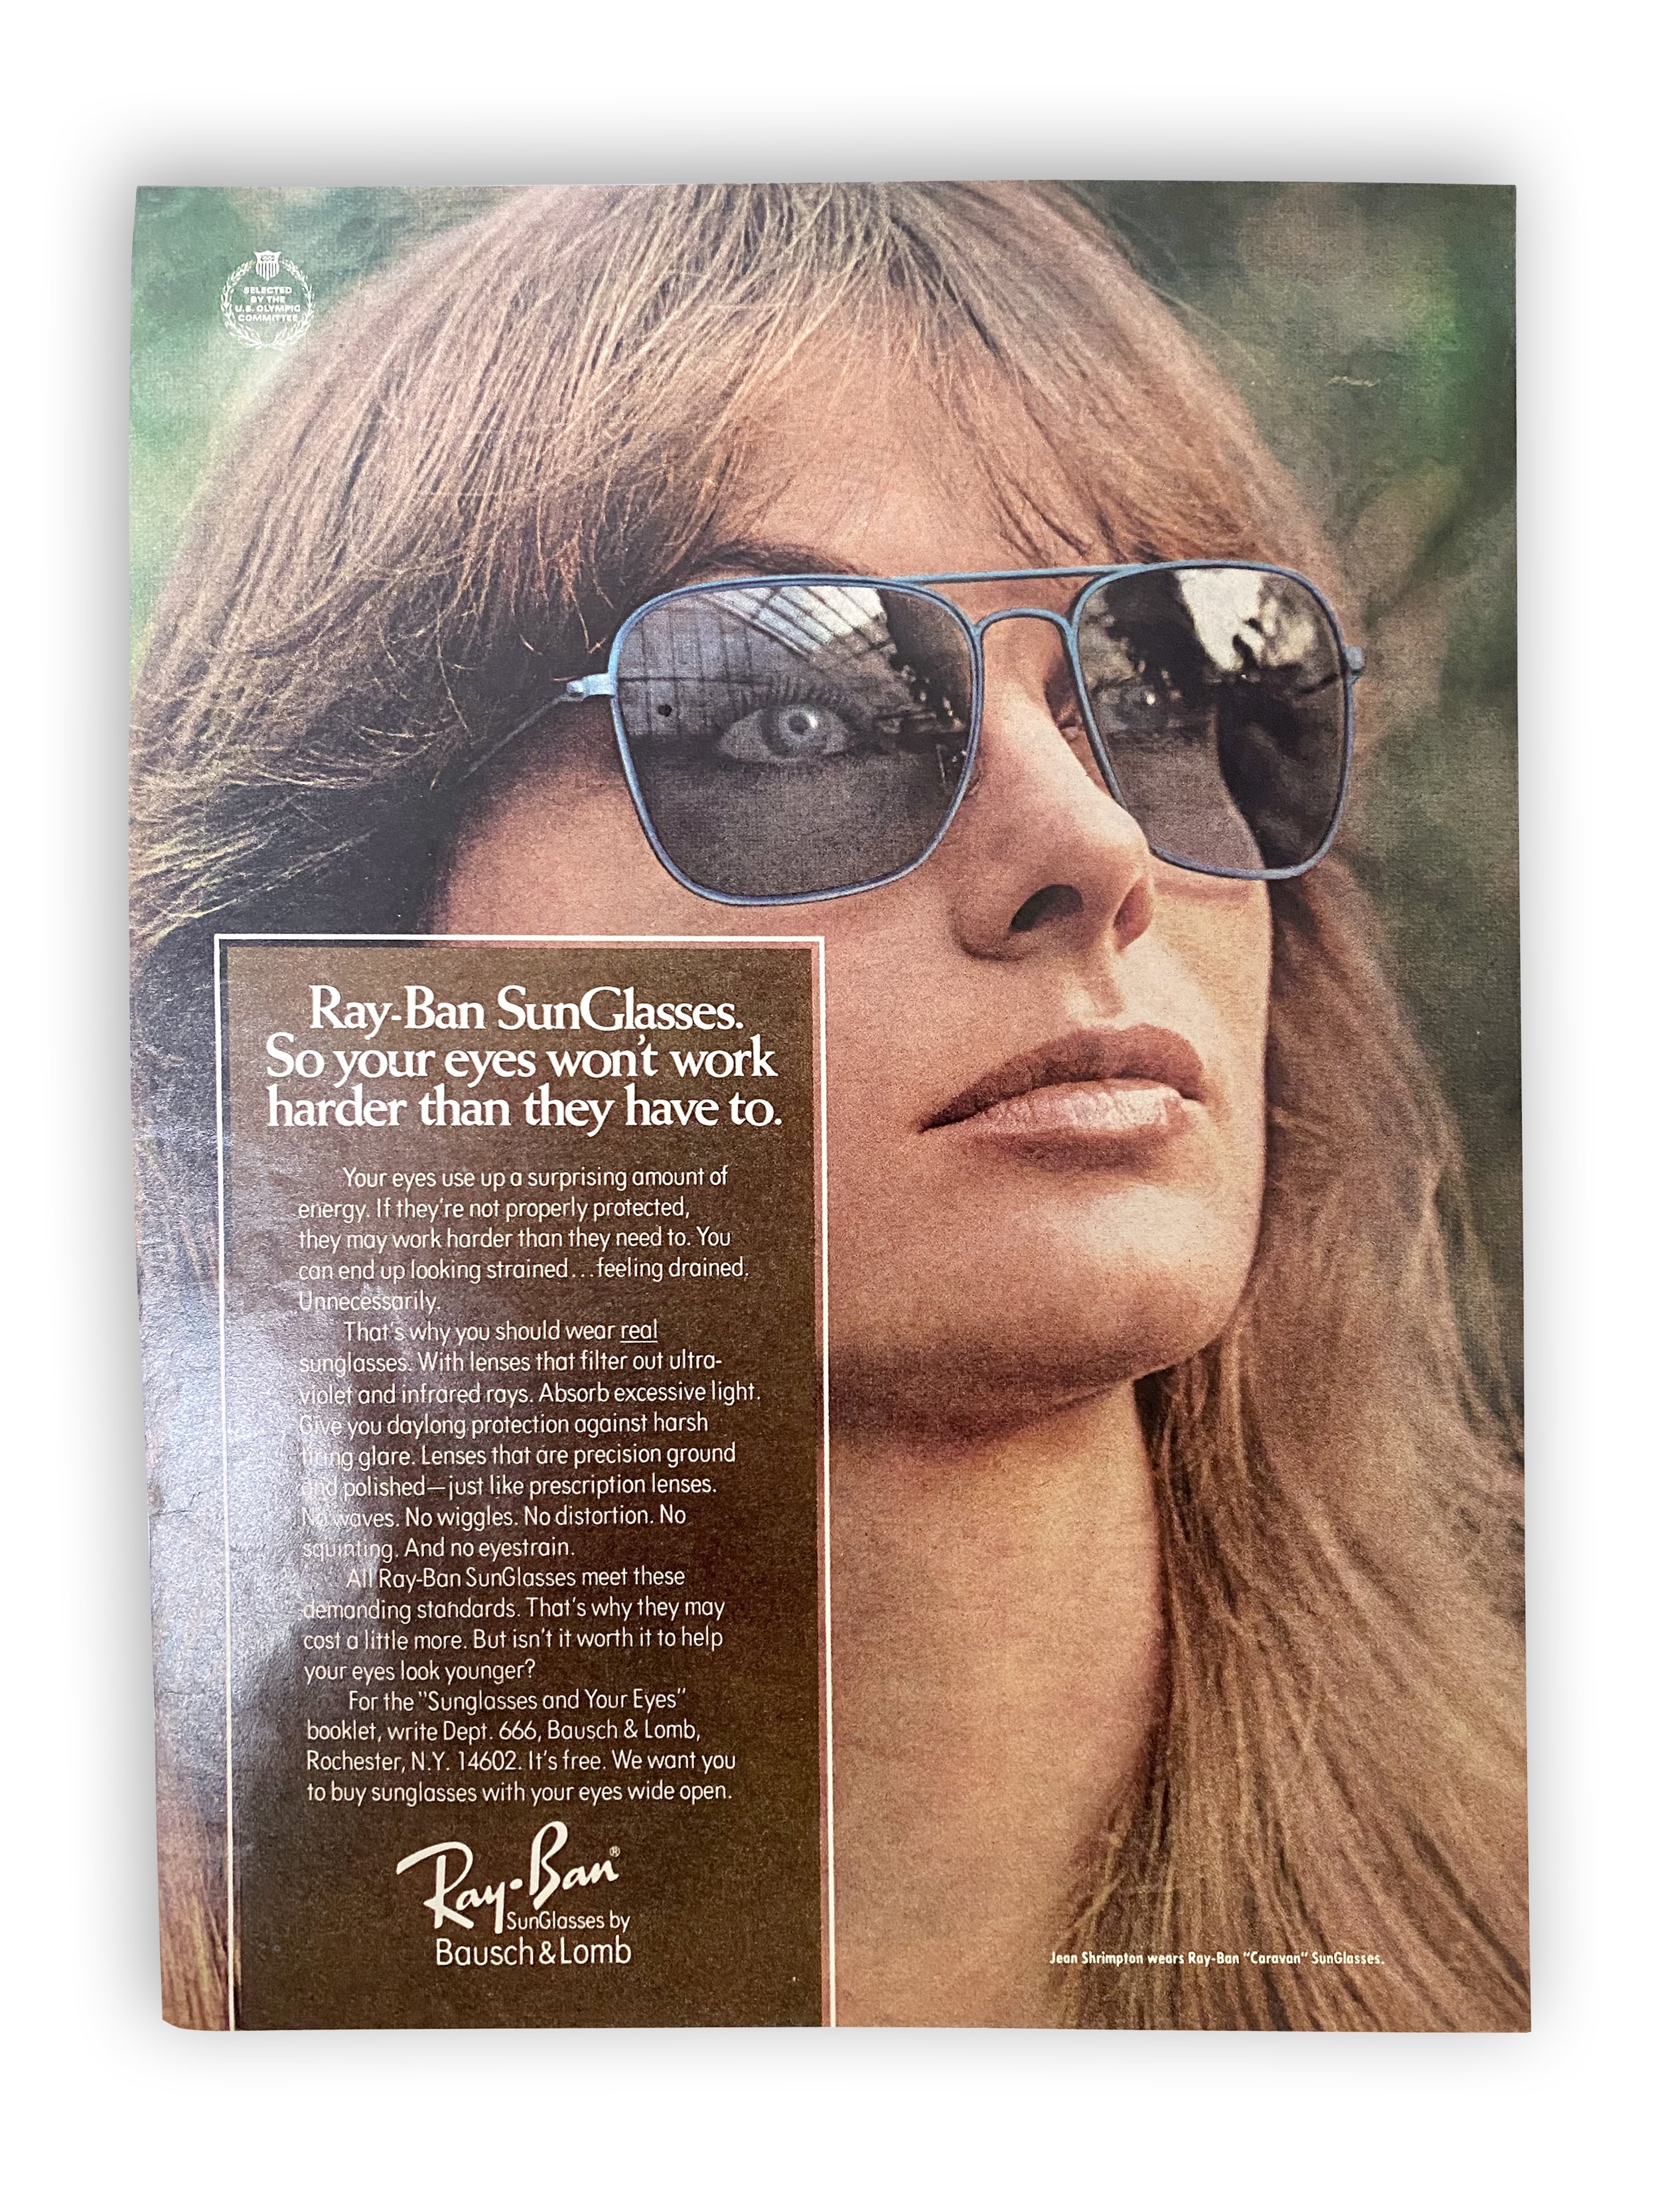 SELECTED
BY THE
U.S. OLYMPIC
COMMITTEE
Ray-Ban SunGlasses.
So your eyes won't work
harder than they have to.
Your eyes use up a surprising amount of
energy. If they're not properly protected,
they may work harder than they need to. You
can end up looking strained...feeling drained.
Unnecessarily.
That's why you should wear real
sunglasses. With lenses that filter out ultra-
violet and infrared rays. Absorb excessive light.
Give you daylong protection against harsh
tiring glare. Lenses that are precision ground
and polished—just like prescription lenses.
No waves. No wiggles. No distortion. No
squinting. And no eyestrain.
All Ray-Ban SunGlasses meet these
demanding standards. That's why they may
cost a little more. But isn't it worth it to help
your eyes look younger?
For the "Sunglasses and Your Eyes"
booklet, write Dept. 666, Bausch & Lomb,
Rochester, N.Y. 14602. It's free. We want you
to buy sunglasses with your eyes wide open.
Ray-Ban®
SunGlasses by
Bausch & Lomb
Jean Shrimpton wears Ray-Ban "Caravan" SunGlasses.